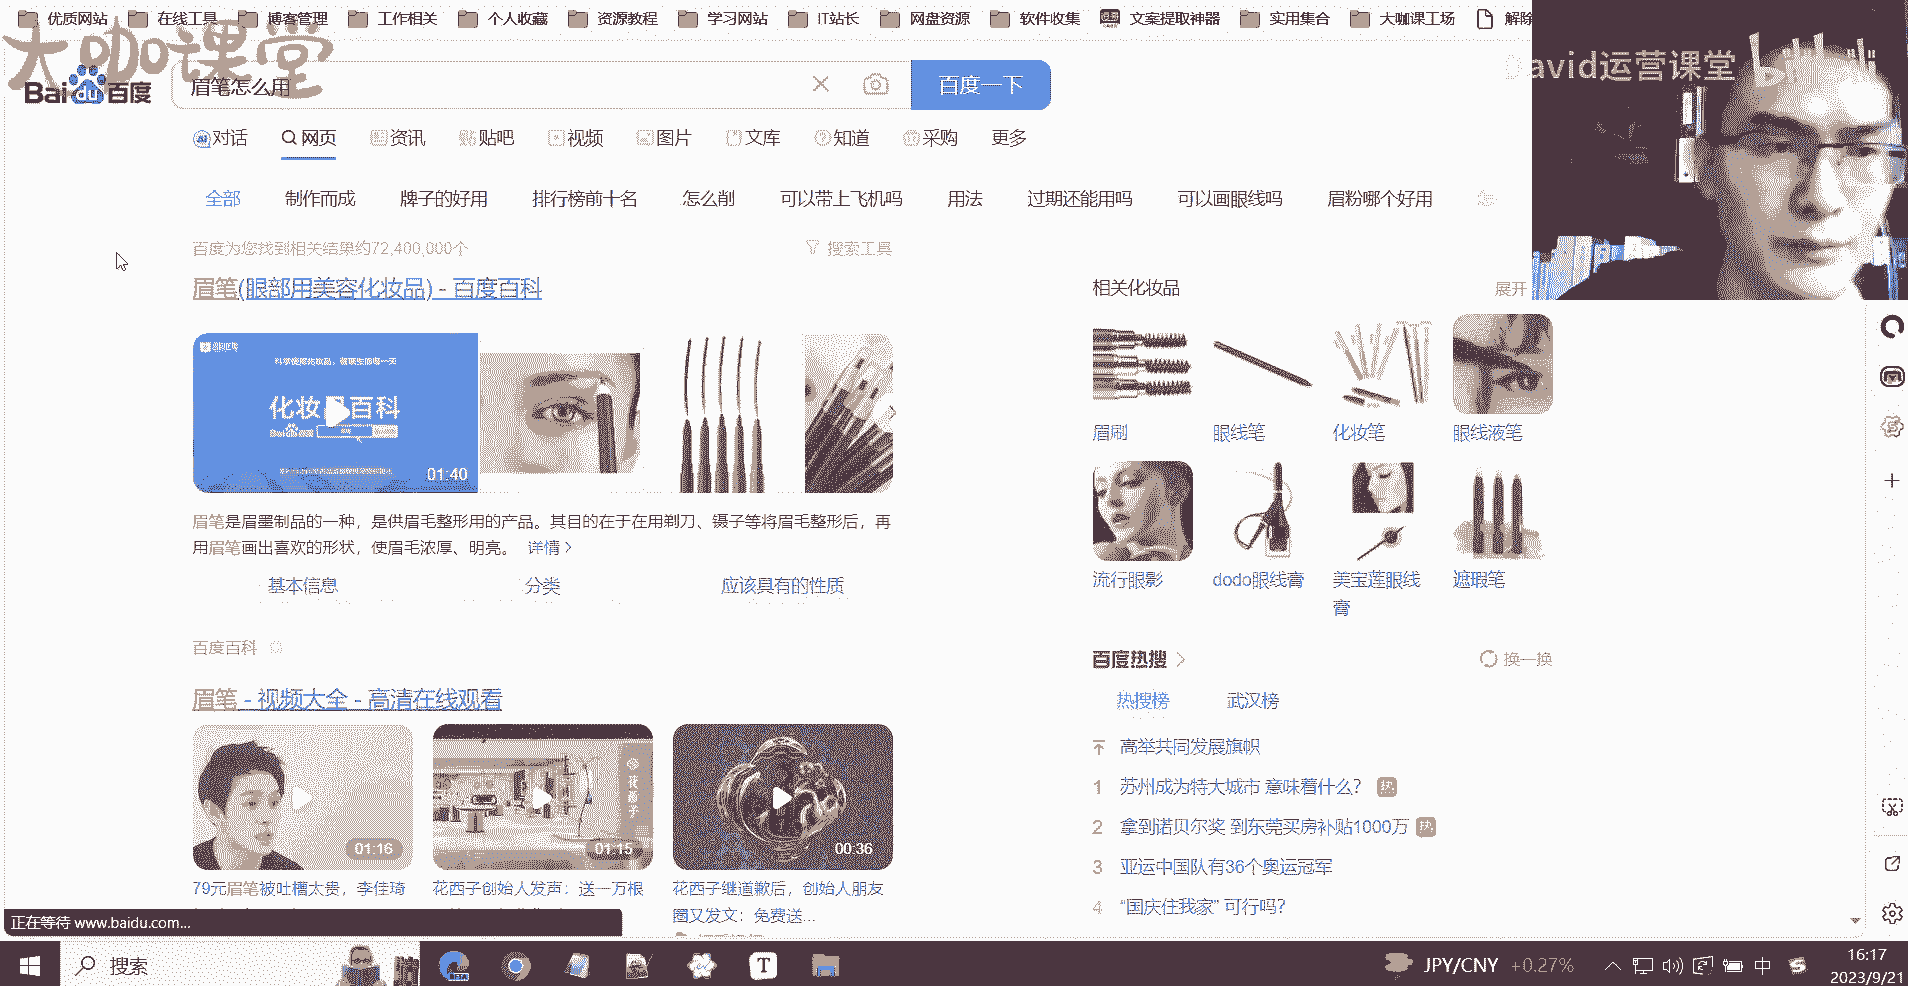 优质网站 在线工具 博客管理 工作相关 个人收藏 资源教程 学习网站 IT站长 网盘资源 软件收集 文案提取神器 实用集合 大咖课工场 解除
大咖课堂
David运营课堂
Baidu百度 眉笔怎么用 百度一下
对话 网页 资讯 贴吧 视频 图片 文库 知道 采购 更多
全部 制作而成 牌子的好用 排行榜前十名 怎么削 可以带上飞机吗 用法 过期还能用吗 可以画眼线吗 眉粉哪个好用
百度为您找到相关结果约72,400,000个 搜索工具
眉笔(眼部用美容化妆品) - 百度百科
相关化妆品 展开
化妆品百科
01:40
眉刷 眼线笔 化妆笔 眼线液笔
眉笔是眉墨制品的一种，是供眉毛整形用的产品。其目的在于在用剃刀、镊子等将眉毛整形后，再
用眉笔画出喜欢的形状，使眉毛浓厚、明亮。 详情 >
基本信息 分类 应该具有的性质
流行眼影 dodo眼线膏 美宝莲眼线膏 遮瑕笔
百度百科
百度热搜 > 换一换
眉笔 - 视频大全 - 高清在线观看
热搜榜 武汉榜
花西子
01:16 01:15 00:36
高举共同发展旗帜
1 苏州成为特大城市 意味着什么？ 热
2 拿到诺贝尔奖 到东莞买房补贴1000万 热
3 亚运中国队有36个奥运冠军
4 “国庆住我家” 可行吗？
79元眉笔被吐槽太贵，李佳琦 花西子创始人发声：送一万根 花西子继道歉后，创始人朋友
圈又发文：免费送...
正在等待 www.baidu.com...
搜索
JPY/CNY +0.27%
中
16:17
2023/9/21